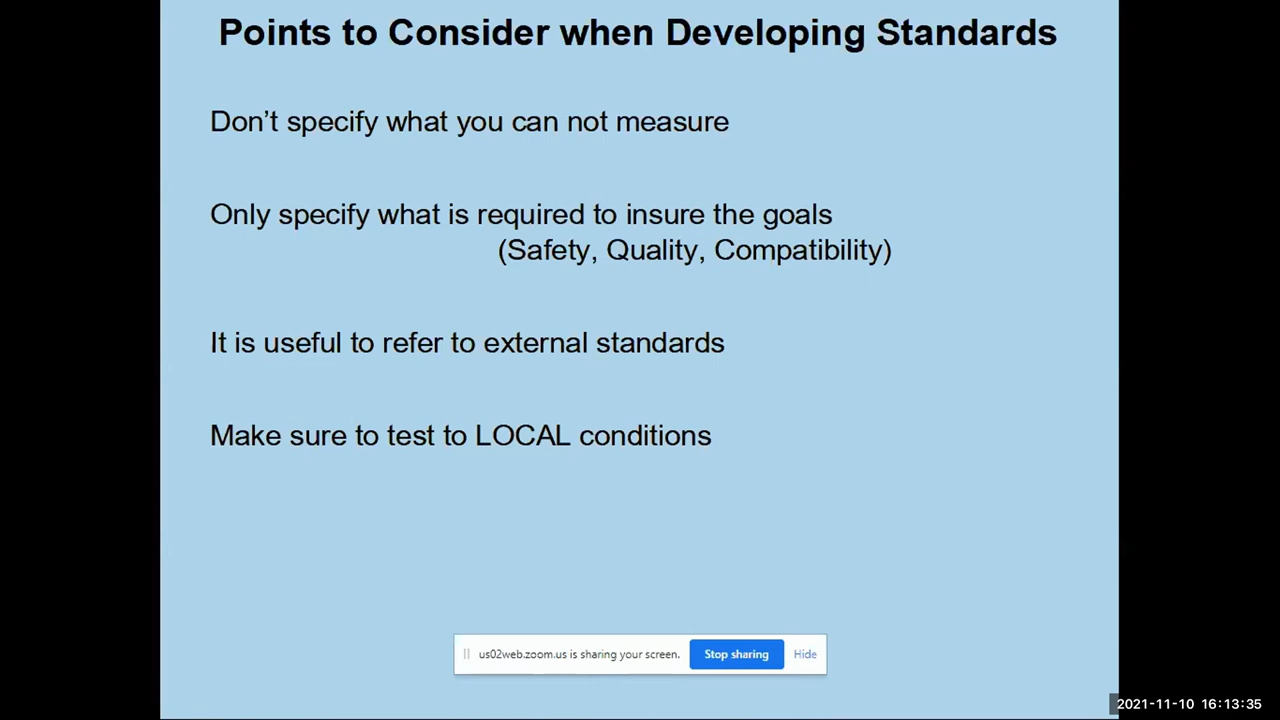 Points to Consider when Developing Standards
Don't specify what you can not measure
Only specify what is required to insure the goals
(Safety, Quality, Compatibility)
It is useful to refer to external standards
Make sure to test to LOCAL conditions
us02web.zoom.us is sharing your screen. Stop sharing Hide
2021-11-10 16:13:35